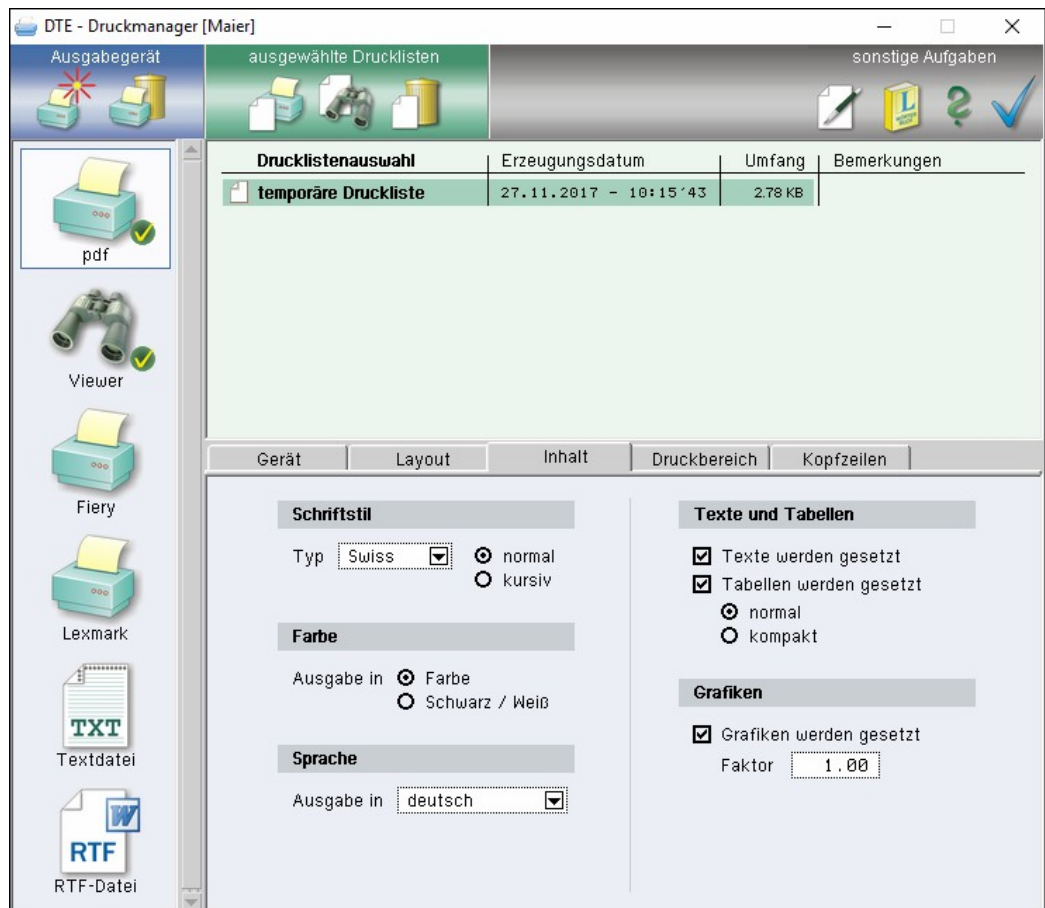 DTE - Druckmanager [Maier]
Ausgabegerät
ausgewählte Drucklisten
sonstige Aufgaben
L
WÖRTER
BUCH
Drucklistenauswahl Erzeugungsdatum Umfang Bemerkungen
temporäre Druckliste 27.11.2017 - 10:15´43 2.78 KB
pdf
Viewer
Fiery
Lexmark
TXT
Textdatei
W
RTF
RTF-Datei
Gerät Layout Inhalt Druckbereich Kopfzeilen
Schriftstil
Typ Swiss normal
kursiv
Farbe
Ausgabe in Farbe
Schwarz / Weiß
Sprache
Ausgabe in deutsch
Texte und Tabellen
Texte werden gesetzt
Tabellen werden gesetzt
normal
kompakt
Grafiken
Grafiken werden gesetzt
Faktor 1.00